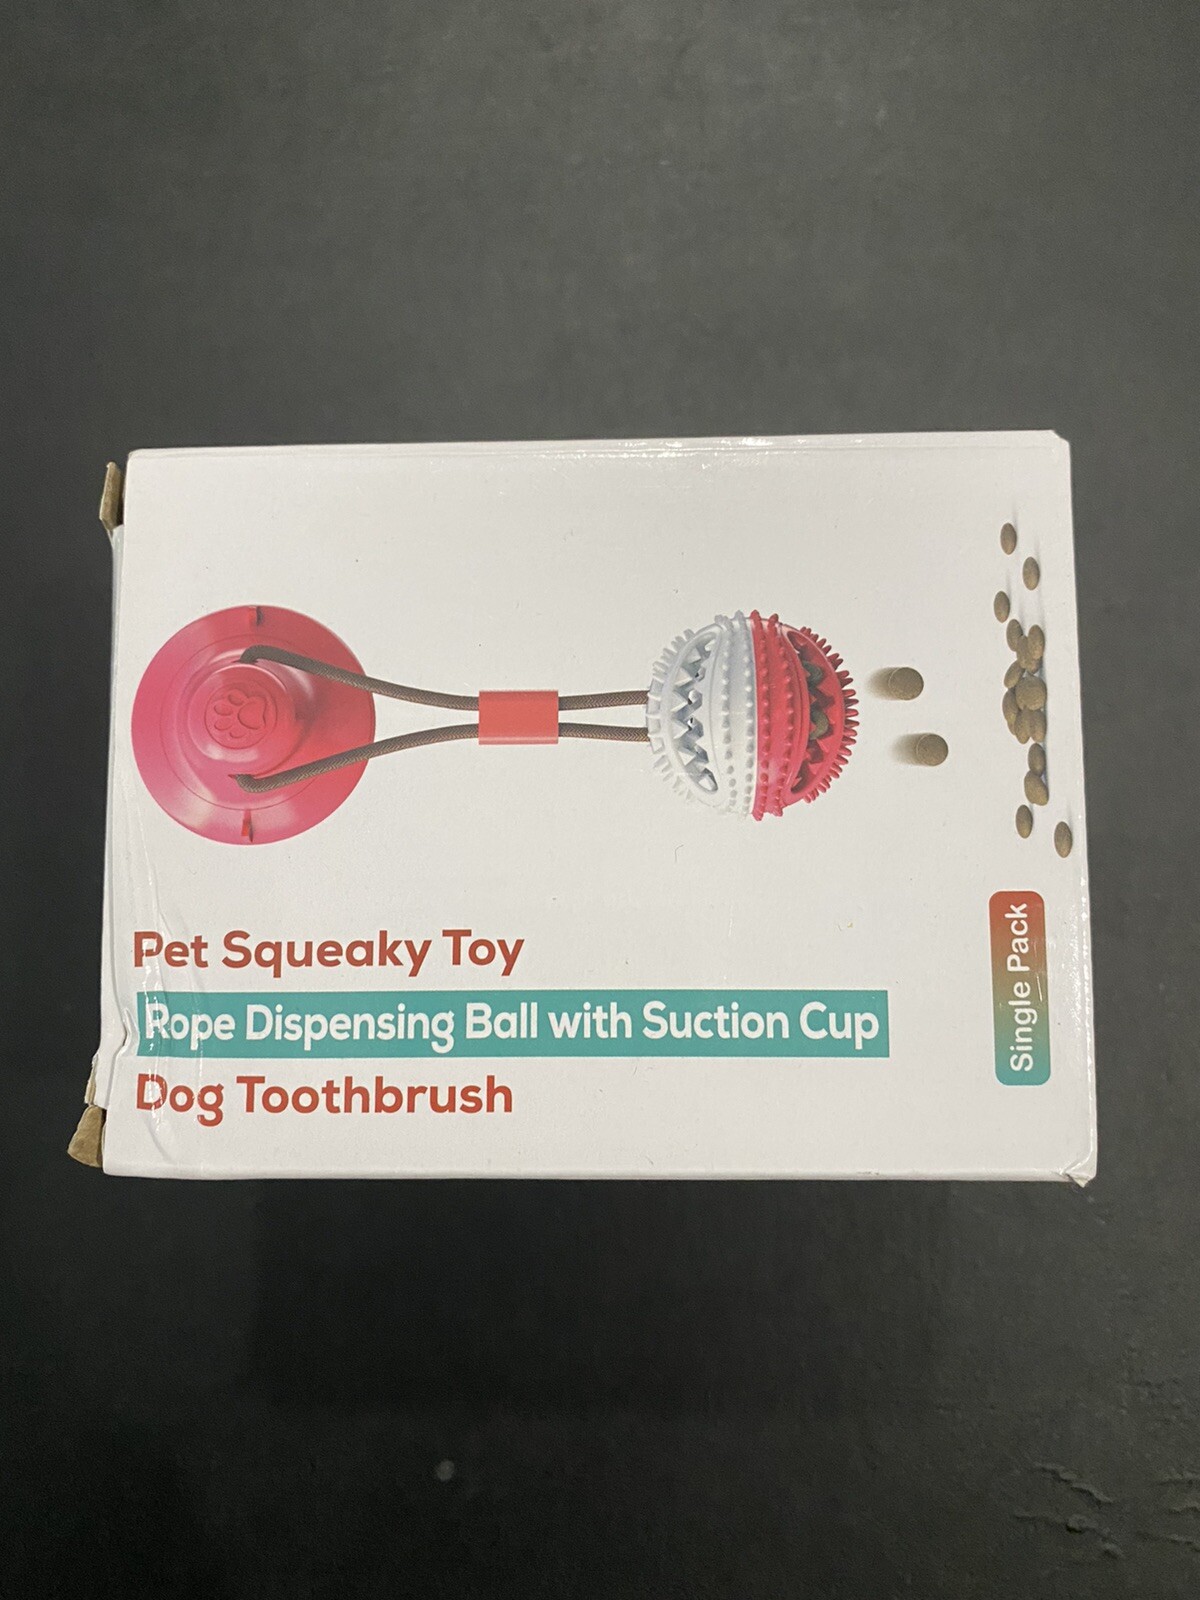 Pet Squeaky Toy
Rope Dispensing Ball with Suction Cup
Dog Toothbrush
Single Pack